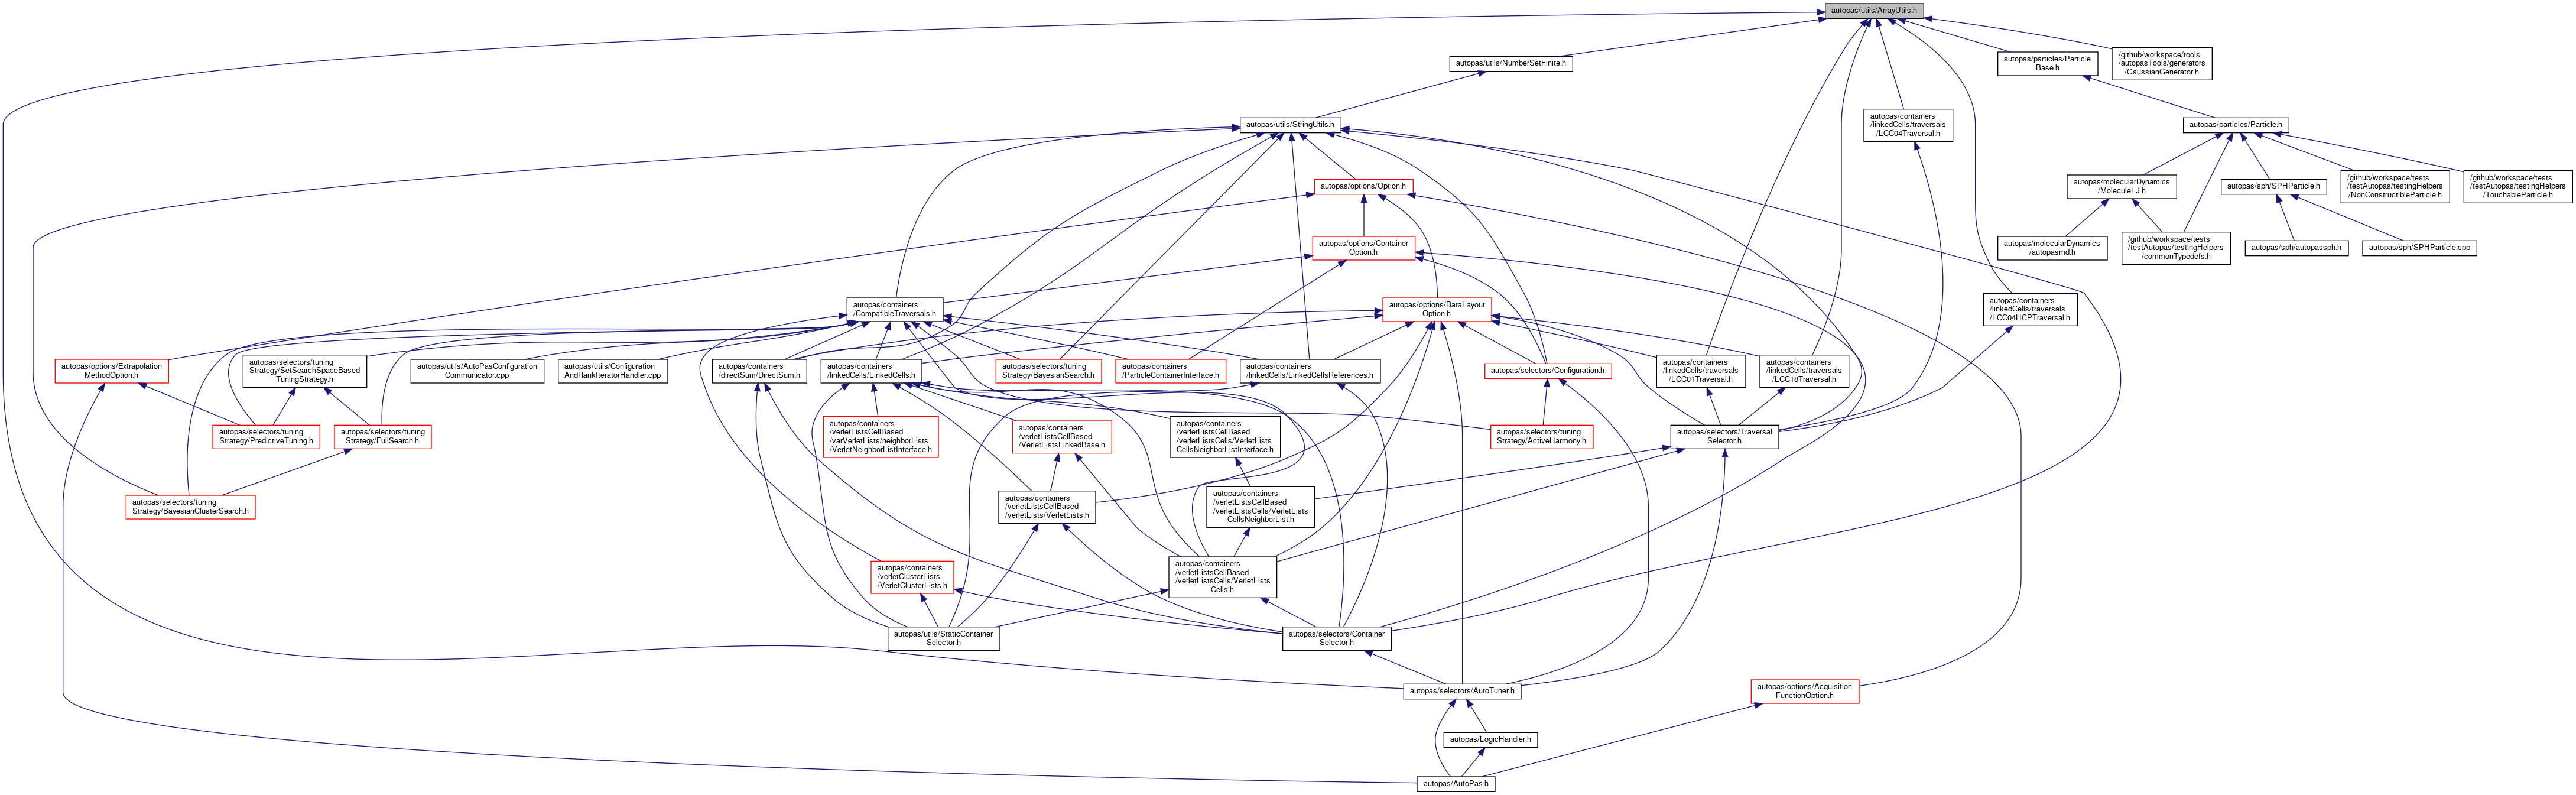 autopas/utils/ArrayUtils.h
autopas/utils/NumberSetFinite.h
autopas/particles/Particle
Base.h
/github/workspace/tools
/autopasTools/generators
/GaussianGenerator.h
autopas/utils/StringUtils.h
autopas/containers
/linkedCells/traversals
/LCC04Traversal.h
autopas/particles/Particle.h
autopas/options/Option.h
autopas/molecularDynamics
/MoleculeLJ.h
autopas/sph/SPHParticle.h
/github/workspace/tests
/testAutopas/testingHelpers
/NonConstructibleParticle.h
/github/workspace/tests
/testAutopas/testingHelpers
/TouchableParticle.h
autopas/options/Container
Option.h
autopas/molecularDynamics
/autopasmd.h
/github/workspace/tests
/testAutopas/testingHelpers
/commonTypedefs.h
autopas/sph/autopassph.h
autopas/sph/SPHParticle.cpp
autopas/containers
/CompatibleTraversals.h
autopas/options/DataLayout
Option.h
autopas/containers
/linkedCells/traversals
/LCC04HCPTraversal.h
autopas/options/Extrapolation
MethodOption.h
autopas/selectors/tuning
Strategy/SetSearchSpaceBased
TuningStrategy.h
autopas/utils/AutoPasConfiguration
Communicator.cpp
autopas/utils/Configuration
AndRankIteratorHandler.cpp
autopas/containers
/directSum/DirectSum.h
autopas/containers
/linkedCells/LinkedCells.h
autopas/selectors/tuning
Strategy/BayesianSearch.h
autopas/containers
/ParticleContainerInterface.h
autopas/containers
/linkedCells/LinkedCellsReferences.h
autopas/selectors/Configuration.h
autopas/containers
/linkedCells/traversals
/LCC01Traversal.h
autopas/containers
/linkedCells/traversals
/LCC18Traversal.h
autopas/selectors/tuning
Strategy/PredictiveTuning.h
autopas/selectors/tuning
Strategy/FullSearch.h
autopas/containers
/verletListsCellBased
/varVerletLists/neighborLists
/VerletNeighborListInterface.h
autopas/containers
/verletListsCellBased
/VerletListsLinkedBase.h
autopas/containers
/verletListsCellBased
/verletListsCells/VerletLists
CellsNeighborListInterface.h
autopas/selectors/tuning
Strategy/ActiveHarmony.h
autopas/selectors/Traversal
Selector.h
autopas/selectors/tuning
Strategy/BayesianClusterSearch.h
autopas/containers
/verletListsCellBased
/verletLists/VerletLists.h
autopas/containers
/verletListsCellBased
/verletListsCells/VerletLists
CellsNeighborList.h
autopas/containers
/verletClusterLists
/VerletClusterLists.h
autopas/containers
/verletListsCellBased
/verletListsCells/VerletLists
Cells.h
autopas/utils/StaticContainer
Selector.h
autopas/selectors/Container
Selector.h
autopas/selectors/AutoTuner.h
autopas/options/Acquisition
FunctionOption.h
autopas/LogicHandler.h
autopas/AutoPas.h